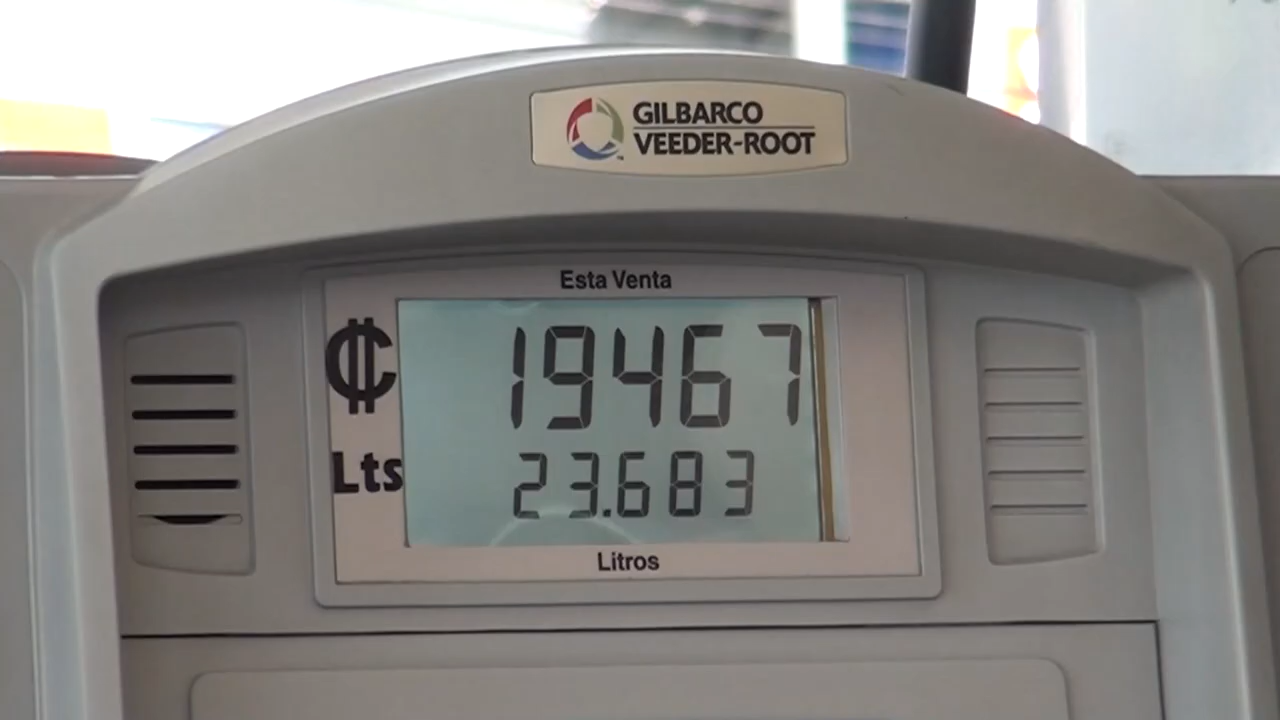 GILBARCO
VEEDER-ROOT
Esta Venta
₡ 19467
Lts 23.683
Litros